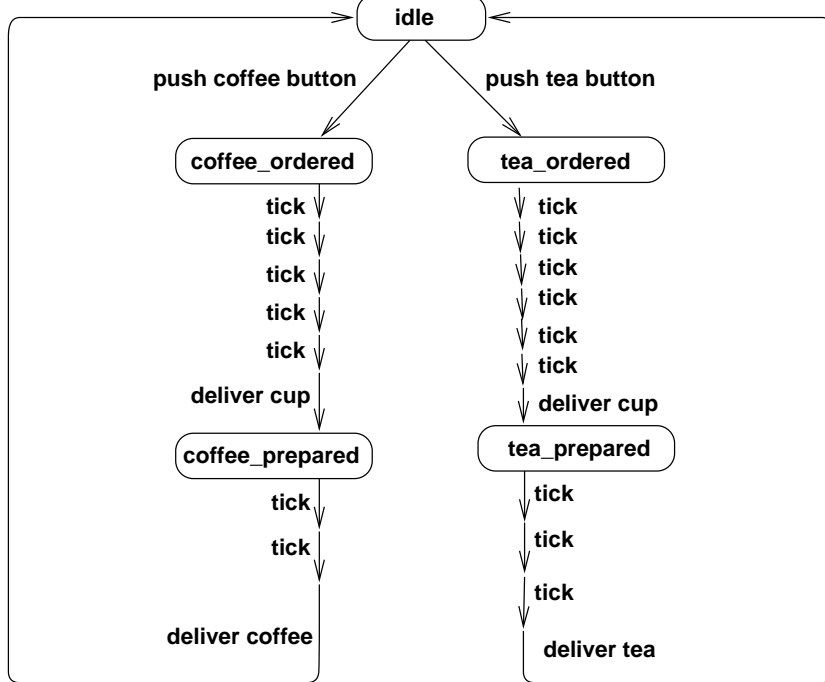 idle
push coffee button
push tea button
coffee_ordered
tea_ordered
tick
tick
tick
tick
tick
deliver cup
tick
tick
tick
tick
tick
tick
deliver cup
coffee_prepared
tea_prepared
tick
tick
deliver coffee
tick
tick
tick
deliver tea